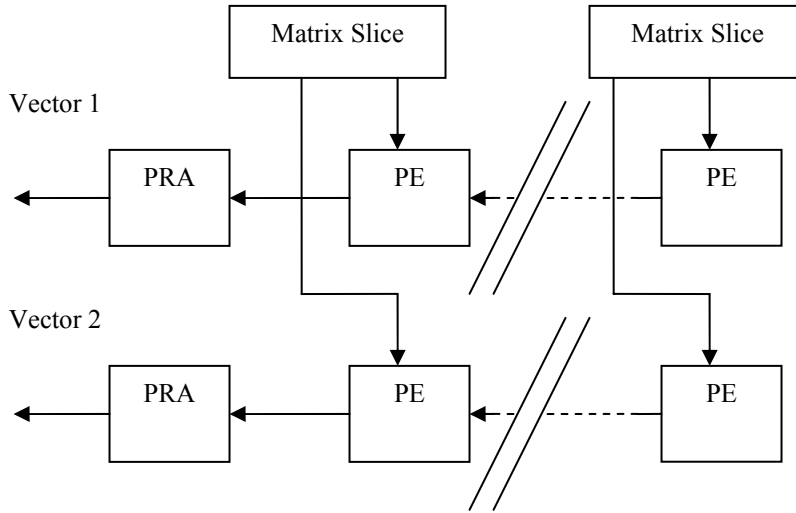 Matrix Slice Matrix Slice
Vector 1
PRA PE PE
Vector 2
PRA PE PE